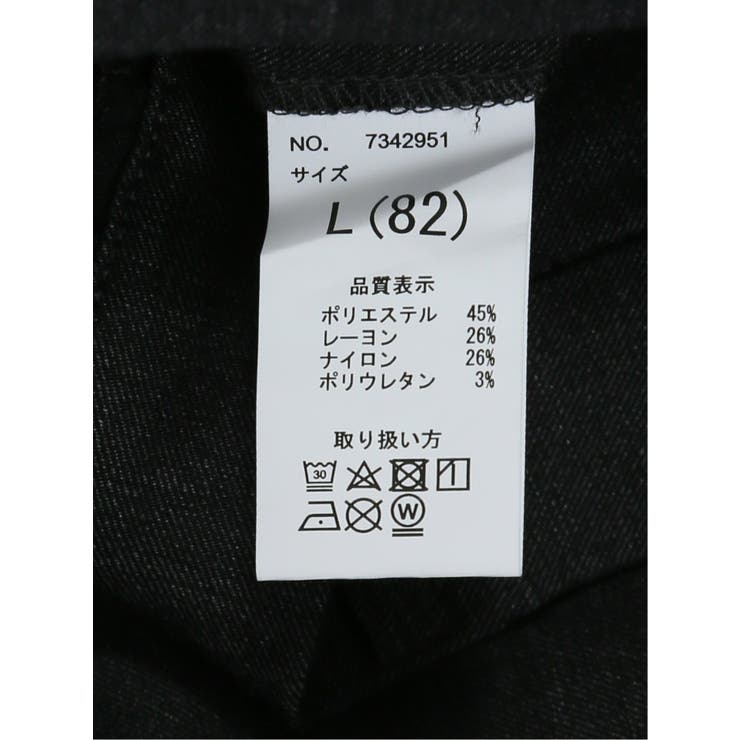 NO. 7342951
サイズ
L(82)
品質表示
ポリエステル 45%
レーヨン 26%
ナイロン 26%
ポリウレタン 3%
取り扱い方
30
W